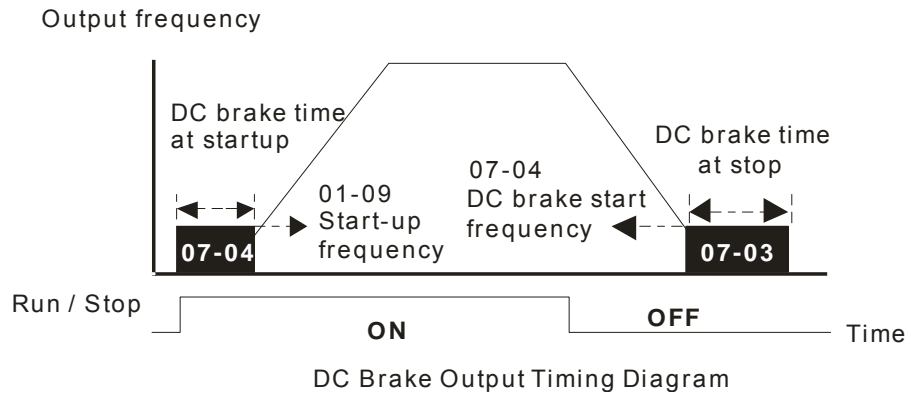 Output frequency
DC brake time
at startup
DC brake time
at stop
01-09
Start-up
frequency
07-04
DC brake start
frequency
07-04
07-03
Run / Stop
ON
OFF
Time
DC Brake Output Timing Diagram